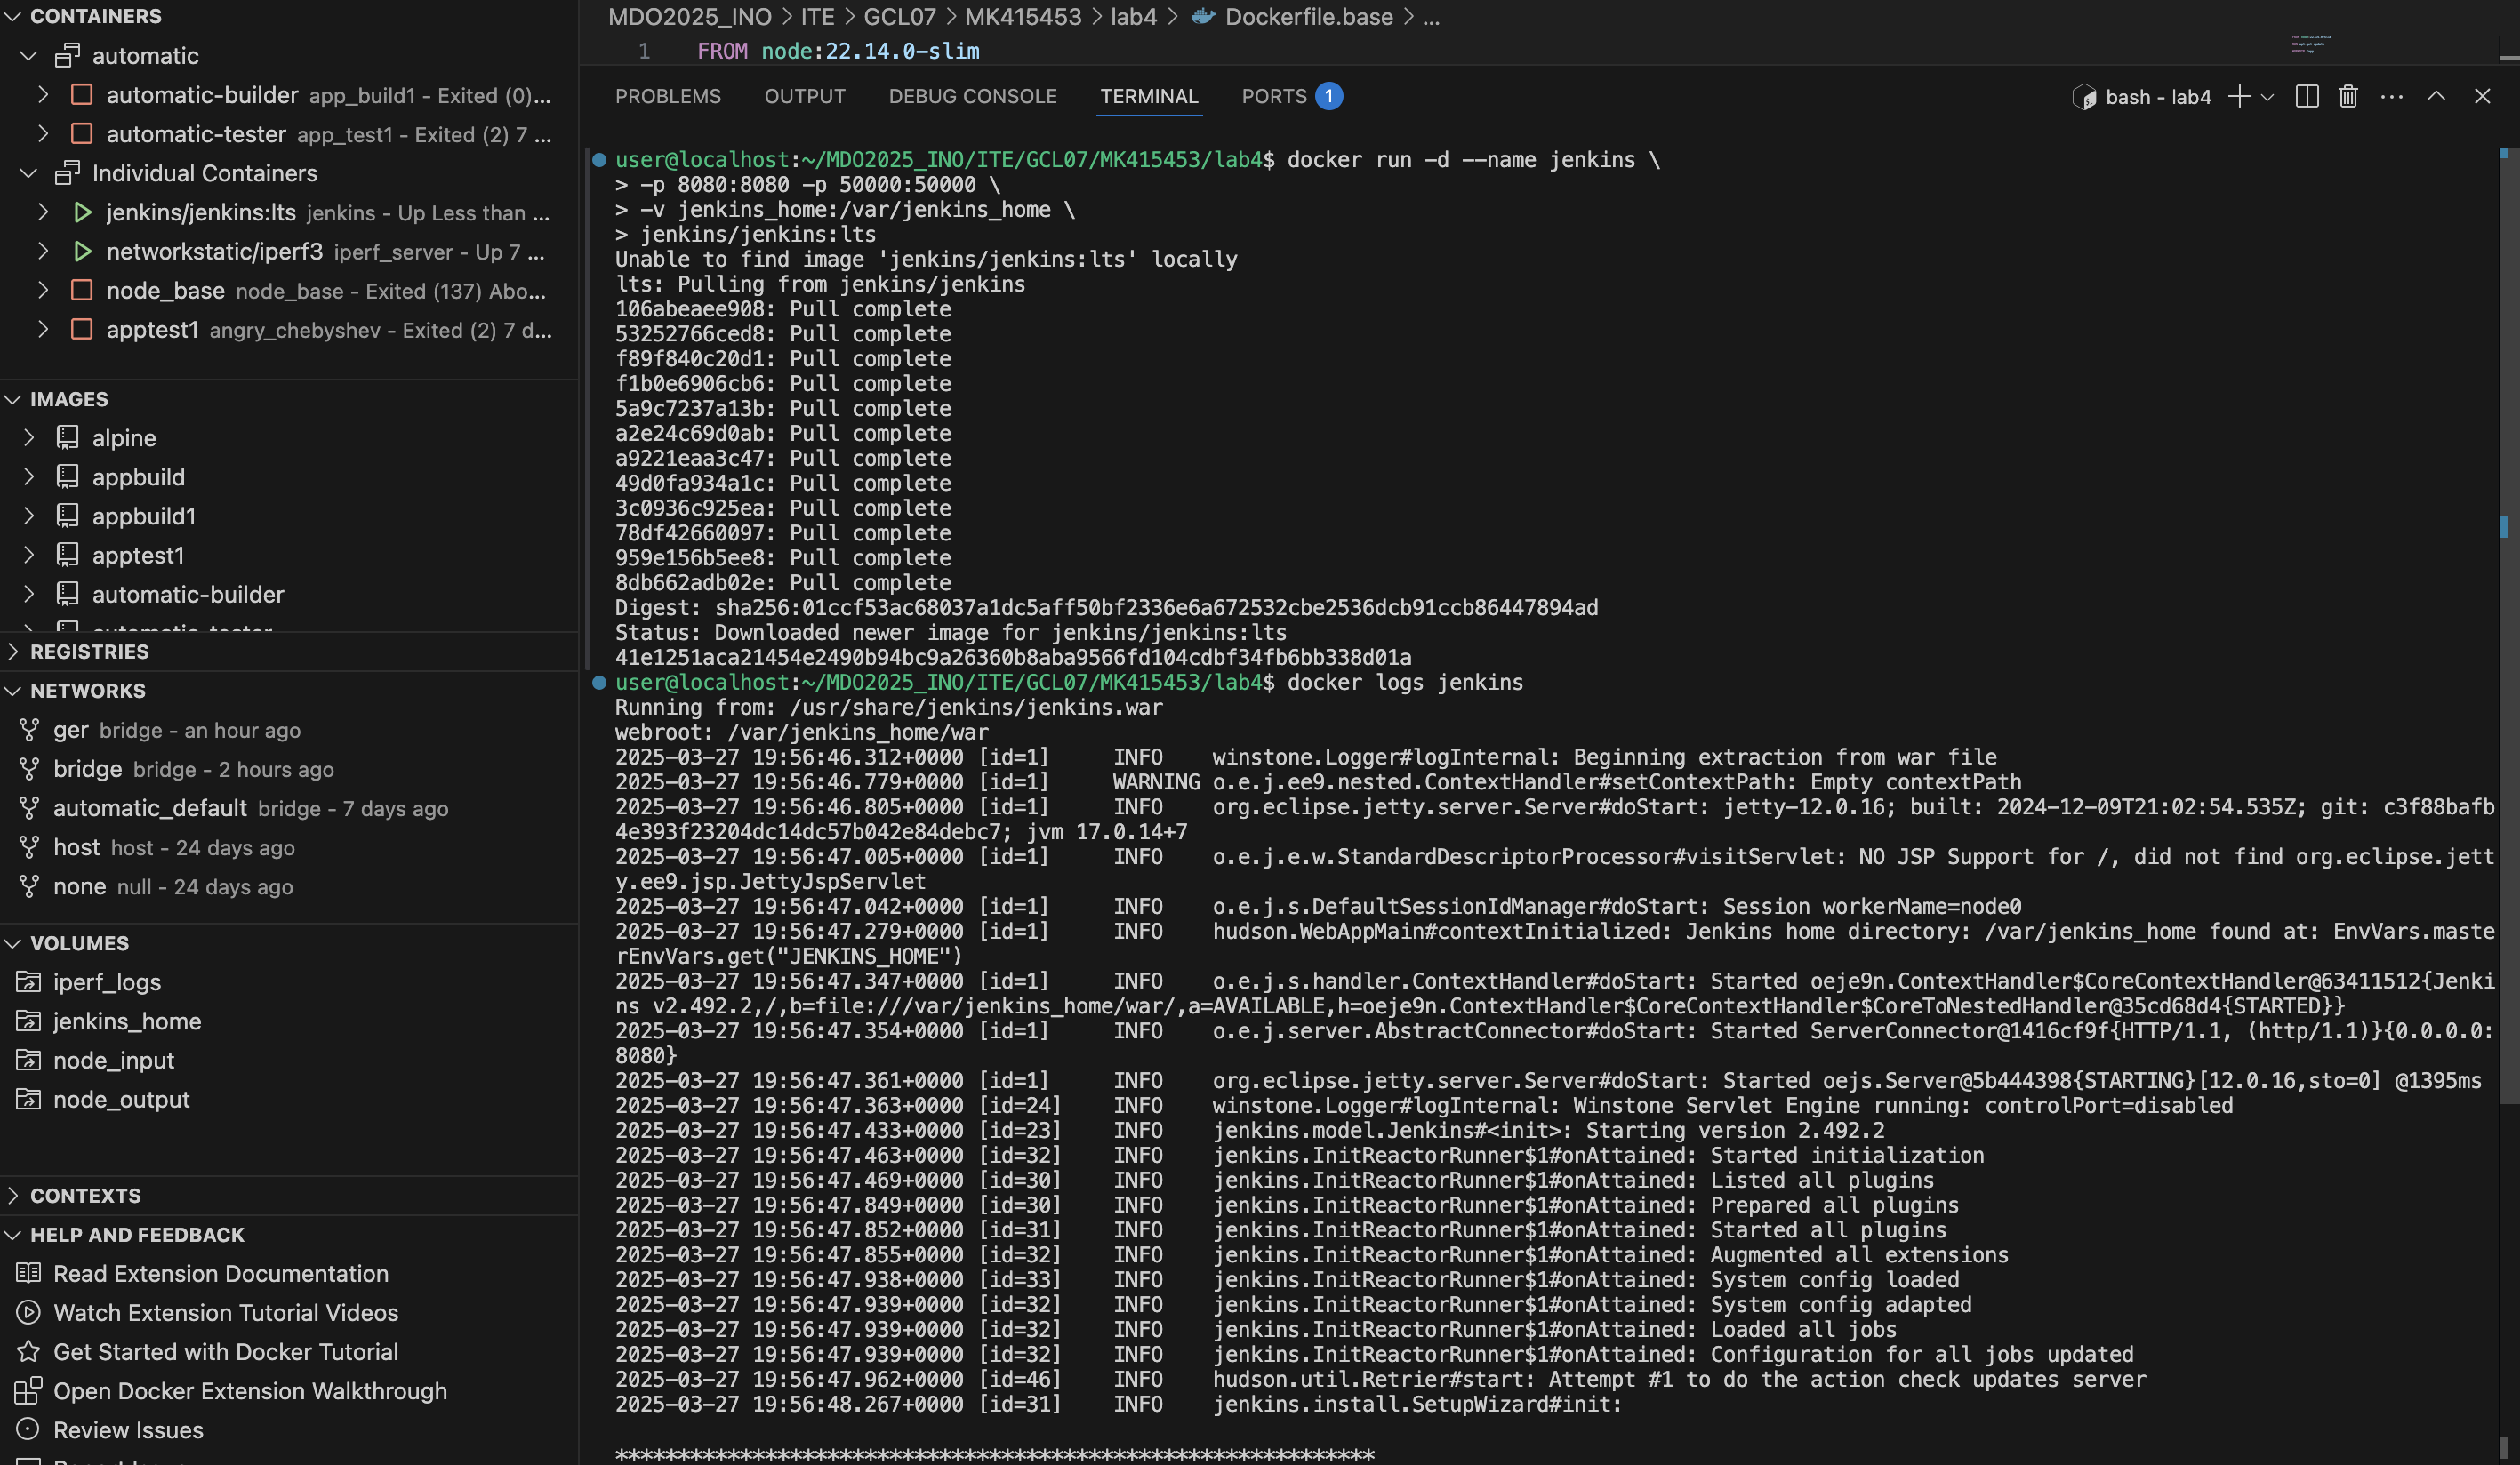 CONTAINERS
automatic
automatic-builder app_build1 - Exited (0)...
automatic-tester app_test1 - Exited (2) 7 ...
Individual Containers
jenkins/jenkins:lts jenkins - Up Less than ...
networkstatic/iperf3 iperf_server - Up 7 ...
node_base node_base - Exited (137) Abo...
apptest1 angry_chebyshev - Exited (2) 7 d...
IMAGES
alpine
appbuild
appbuild1
apptest1
automatic-builder
automatic-tester
REGISTRIES
NETWORKS
ger bridge - an hour ago
bridge bridge - 2 hours ago
automatic_default bridge - 7 days ago
host host - 24 days ago
none null - 24 days ago
VOLUMES
iperf_logs
jenkins_home
node_input
node_output
CONTEXTS
HELP AND FEEDBACK
Read Extension Documentation
Watch Extension Tutorial Videos
Get Started with Docker Tutorial
Open Docker Extension Walkthrough
Review Issues
MDO2025_INO > ITE > GCL07 > MK415453 > lab4 > Dockerfile.base > ...
1 FROM node:22.14.0-slim
PROBLEMS OUTPUT DEBUG CONSOLE TERMINAL PORTS 1
bash - lab4
user@localhost:~/MDO2025_INO/ITE/GCL07/MK415453/lab4$ docker run -d --name jenkins \
> -p 8080:8080 -p 50000:50000 \
> -v jenkins_home:/var/jenkins_home \
> jenkins/jenkins:lts
Unable to find image 'jenkins/jenkins:lts' locally
lts: Pulling from jenkins/jenkins
106abeaee908: Pull complete
53252766ced8: Pull complete
f89f840c20d1: Pull complete
f1b0e6906cb6: Pull complete
5a9c7237a13b: Pull complete
a2e24c69d0ab: Pull complete
a9221eaa3c47: Pull complete
49d0fa934a1c: Pull complete
3c0936c925ea: Pull complete
78df42660097: Pull complete
959e156b5ee8: Pull complete
8db662adb02e: Pull complete
Digest: sha256:01ccf53ac68037a1dc5aff50bf2336e6a672532cbe2536dcb91ccb86447894ad
Status: Downloaded newer image for jenkins/jenkins:lts
41e1251aca21454e2490b94bc9a26360b8aba9566fd104cdbf34fb6bb338d01a
user@localhost:~/MDO2025_INO/ITE/GCL07/MK415453/lab4$ docker logs jenkins
Running from: /usr/share/jenkins/jenkins.war
webroot: /var/jenkins_home/war
2025-03-27 19:56:46.312+0000 [id=1] INFO winstone.Logger#logInternal: Beginning extraction from war file
2025-03-27 19:56:46.779+0000 [id=1] WARNING o.e.j.ee9.nested.ContextHandler#setContextPath: Empty contextPath
2025-03-27 19:56:46.805+0000 [id=1] INFO org.eclipse.jetty.server.Server#doStart: jetty-12.0.16; built: 2024-12-09T21:02:54.535Z; git: c3f88bafb
4e393f23204dc14dc57b042e84debc7; jvm 17.0.14+7
2025-03-27 19:56:47.005+0000 [id=1] INFO o.e.j.e.w.StandardDescriptorProcessor#visitServlet: NO JSP Support for /, did not find org.eclipse.jett
y.ee9.jsp.JettyJspServlet
2025-03-27 19:56:47.042+0000 [id=1] INFO o.e.j.s.DefaultSessionIdManager#doStart: Session workerName=node0
2025-03-27 19:56:47.279+0000 [id=1] INFO hudson.WebAppMain#contextInitialized: Jenkins home directory: /var/jenkins_home found at: EnvVars.maste
rEnvVars.get("JENKINS_HOME")
2025-03-27 19:56:47.347+0000 [id=1] INFO o.e.j.s.handler.ContextHandler#doStart: Started oeje9n.ContextHandler$CoreContextHandler@63411512{Jenki
ns v2.492.2,/,b=file:///var/jenkins_home/war/,a=AVAILABLE,h=oeje9n.ContextHandler$CoreContextHandler$CoreToNestedHandler@35cd68d4{STARTED}}
2025-03-27 19:56:47.354+0000 [id=1] INFO o.e.j.server.AbstractConnector#doStart: Started ServerConnector@1416cf9f{HTTP/1.1, (http/1.1)}{0.0.0.0:
8080}
2025-03-27 19:56:47.361+0000 [id=1] INFO org.eclipse.jetty.server.Server#doStart: Started oejs.Server@5b444398{STARTING}[12.0.16,sto=0] @1395ms
2025-03-27 19:56:47.363+0000 [id=24] INFO winstone.Logger#logInternal: Winstone Servlet Engine running: controlPort=disabled
2025-03-27 19:56:47.433+0000 [id=23] INFO jenkins.model.Jenkins#<init>: Starting version 2.492.2
2025-03-27 19:56:47.463+0000 [id=32] INFO jenkins.InitReactorRunner$1#onAttained: Started initialization
2025-03-27 19:56:47.469+0000 [id=30] INFO jenkins.InitReactorRunner$1#onAttained: Listed all plugins
2025-03-27 19:56:47.849+0000 [id=30] INFO jenkins.InitReactorRunner$1#onAttained: Prepared all plugins
2025-03-27 19:56:47.852+0000 [id=31] INFO jenkins.InitReactorRunner$1#onAttained: Started all plugins
2025-03-27 19:56:47.855+0000 [id=32] INFO jenkins.InitReactorRunner$1#onAttained: Augmented all extensions
2025-03-27 19:56:47.938+0000 [id=33] INFO jenkins.InitReactorRunner$1#onAttained: System config loaded
2025-03-27 19:56:47.939+0000 [id=32] INFO jenkins.InitReactorRunner$1#onAttained: System config adapted
2025-03-27 19:56:47.939+0000 [id=32] INFO jenkins.InitReactorRunner$1#onAttained: Loaded all jobs
2025-03-27 19:56:47.939+0000 [id=32] INFO jenkins.InitReactorRunner$1#onAttained: Configuration for all jobs updated
2025-03-27 19:56:47.962+0000 [id=46] INFO hudson.util.Retrier#start: Attempt #1 to do the action check updates server
2025-03-27 19:56:48.267+0000 [id=31] INFO jenkins.install.SetupWizard#init:
*************************************************************